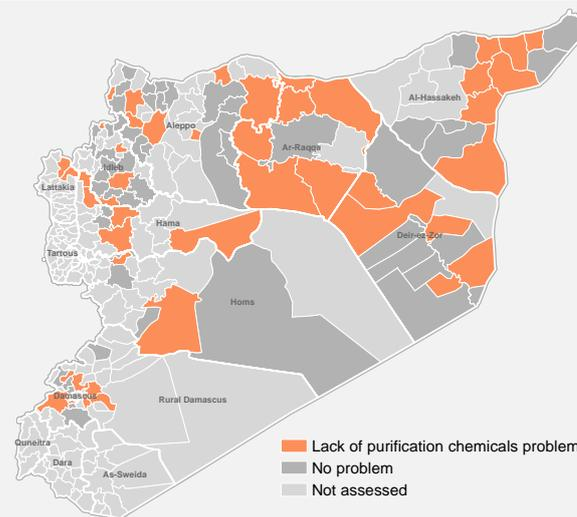 Al-Hassakeh
Aleppo
Ar-Raqqa
Idleb
Lattakia
Hama
Deir-ez-Zor
Tartous
Homs
Damascus
Rural Damascus
Quneitra
Dara
As-Sweida
Lack of purification chemicals problem
No problem
Not assessed